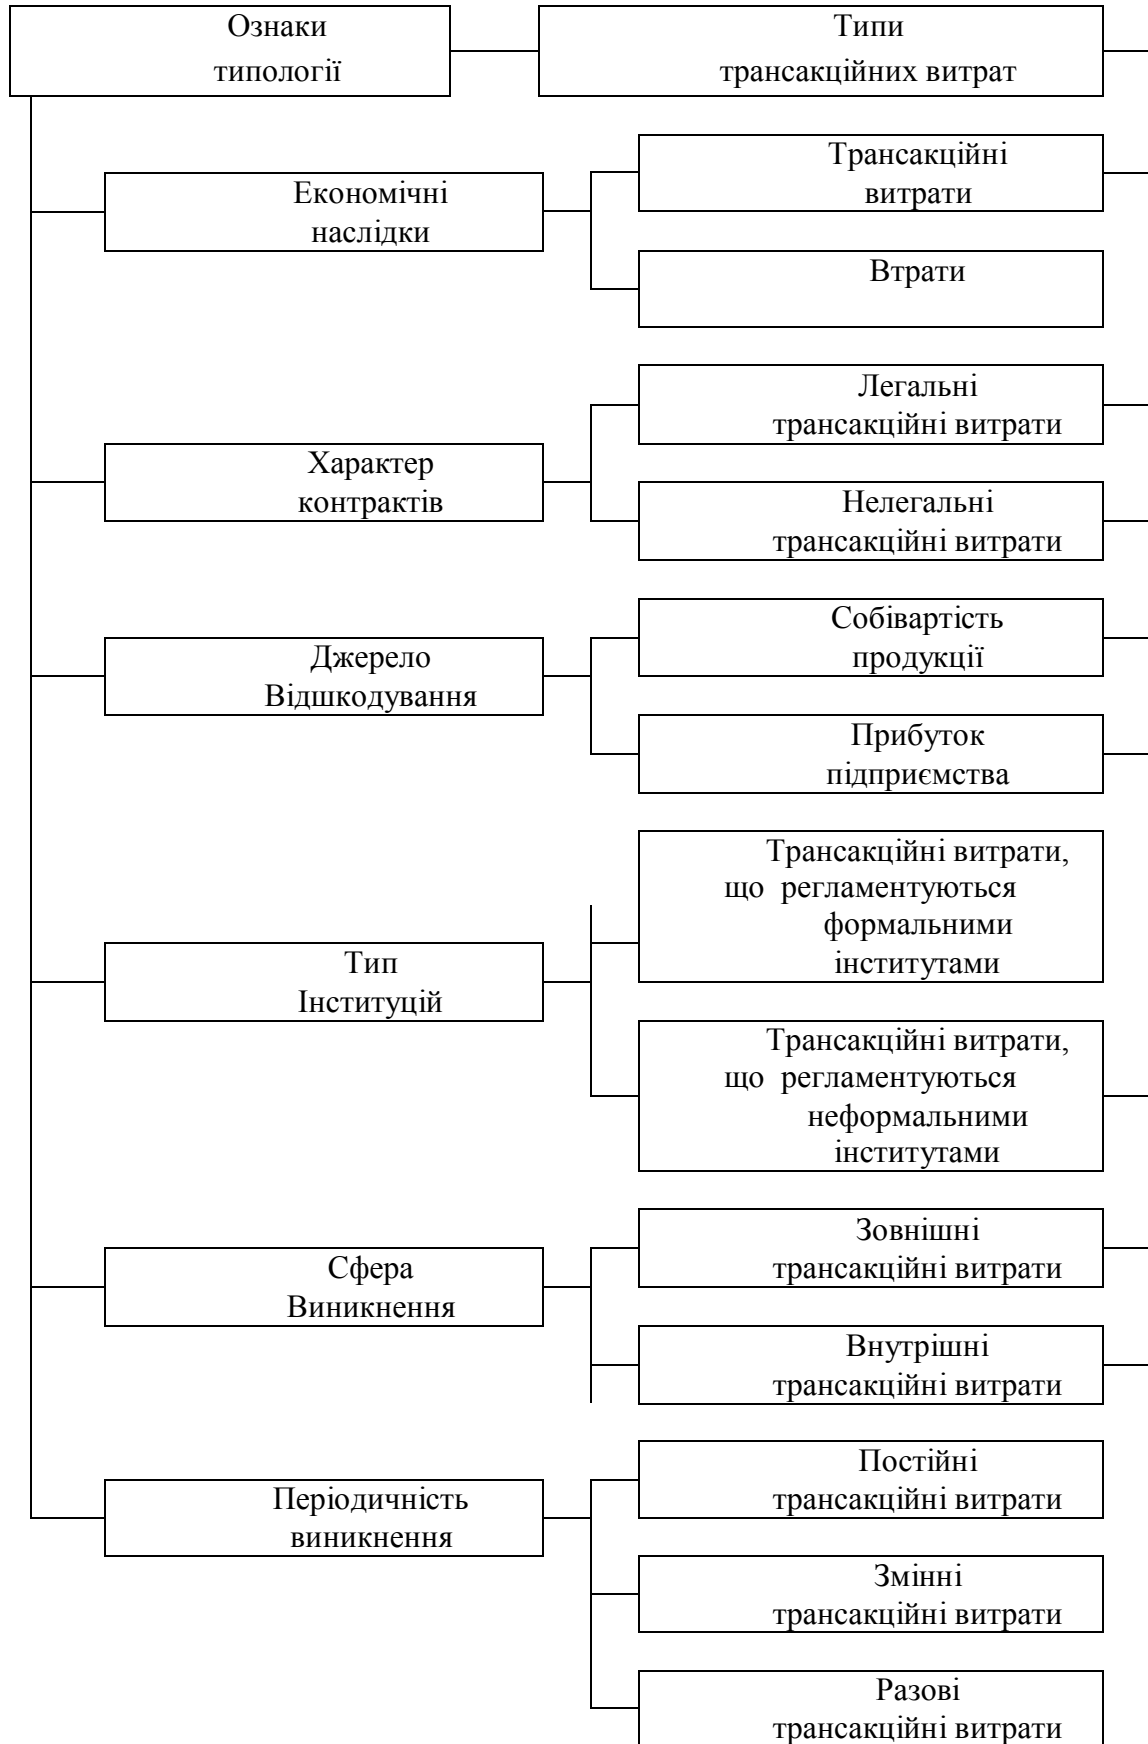 Ознаки
типології
Типи
трансакційних витрат
Економічні
наслідки
Трансакційні
витрати
Втрати
Характер
контрактів
Легальні
трансакційні витрати
Нелегальні
трансакційні витрати
Джерело
Відшкодування
Собівартість
продукції
Прибуток
підприємства
Тип
Інституцій
Трансакційні витрати,
що регламентуються
формальними
інститутами
Трансакційні витрати,
що регламентуються
неформальними
інститутами
Сфера
Виникнення
Зовнішні
трансакційні витрати
Внутрішні
трансакційні витрати
Періодичність
виникнення
Постійні
трансакційні витрати
Змінні
трансакційні витрати
Разові
трансакційні витрати